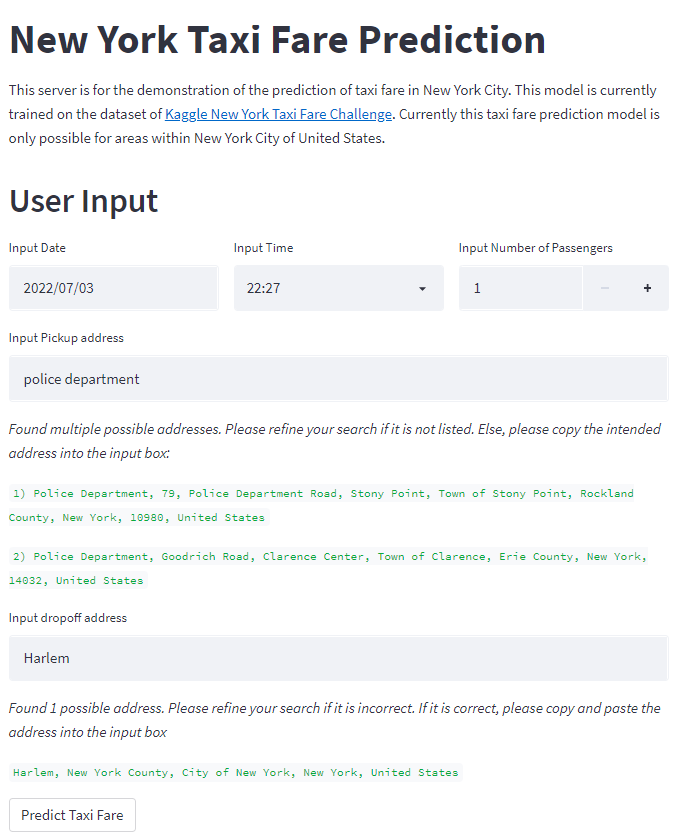 New York Taxi Fare Prediction
This server is for the demonstration of the prediction of taxi fare in New York City. This model is currently
trained on the dataset of Kaggle New York Taxi Fare Challenge. Currently this taxi fare prediction model is
only possible for areas within New York City of United States.
User Input
Input Date Input Time Input Number of Passengers
2022/07/03 22:27 1 − +
Input Pickup address
police department
Found multiple possible addresses. Please refine your search if it is not listed. Else, please copy the intended
address into the input box:
1) Police Department, 79, Police Department Road, Stony Point, Town of Stony Point, Rockland
County, New York, 10980, United States
2) Police Department, Goodrich Road, Clarence Center, Town of Clarence, Erie County, New York,
14032, United States
Input dropoff address
Harlem
Found 1 possible address. Please refine your search if it is incorrect. If it is correct, please copy and paste the
address into the input box
Harlem, New York County, City of New York, New York, United States
Predict Taxi Fare